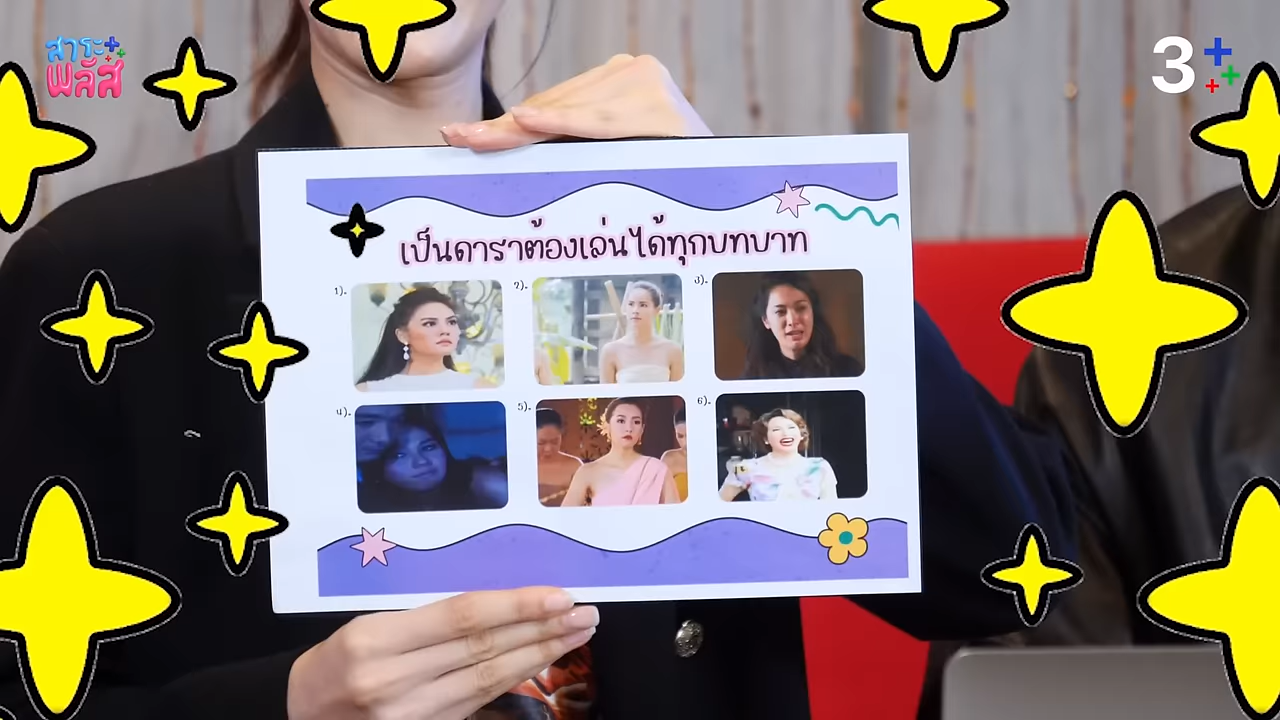 สาระ
พลัส
3
เป็นดาราต้องเล่นได้ทุกบทบาท
1).
2).
3).
4).
5).
6).